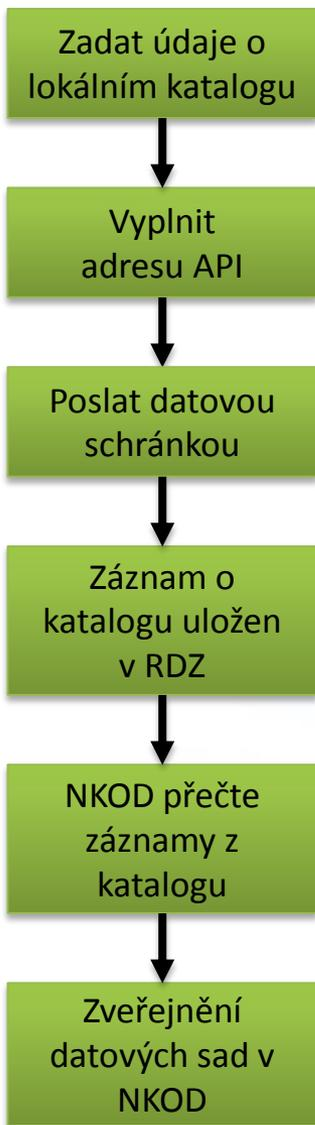 Zadat údaje o
lokálním katalogu
Vyplnit
adresu API
Poslat datovou
schránkou
Záznam o
katalogu uložen
v RDZ
NKOD přečte
záznamy z
katalogu
Zveřejnění
datových sad v
NKOD